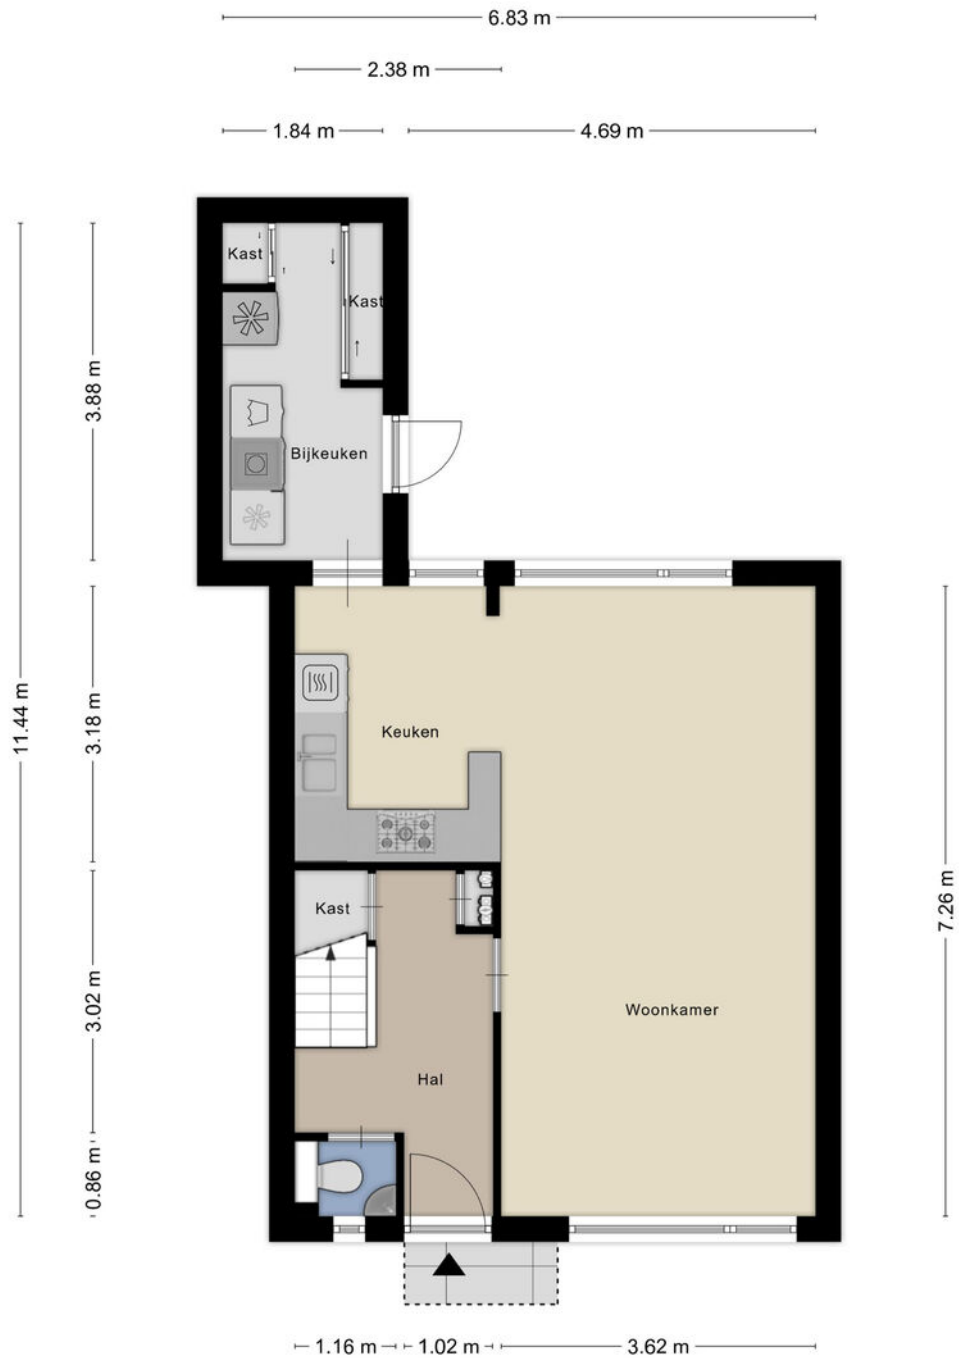 6.83 m
2.38 m
1.84 m
4.69 m
Kast
Kast
3.88 m
Bijkeuken
11.44 m
3.18 m
Keuken
7.26 m
Kast
3.02 m
Woonkamer
Hal
0.86 m
1.16 m
1.02 m
3.62 m